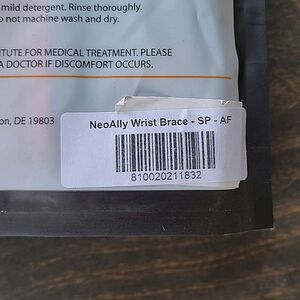 mild detergent. Rinse thoroughly.
o not machine wash and dry.
TUTE FOR MEDICAL TREATMENT. PLEASE
A DOCTOR IF DISCOMFORT OCCURS.
on, DE 19803
NeoAlly Wrist Brace - SP - AF
810020211832